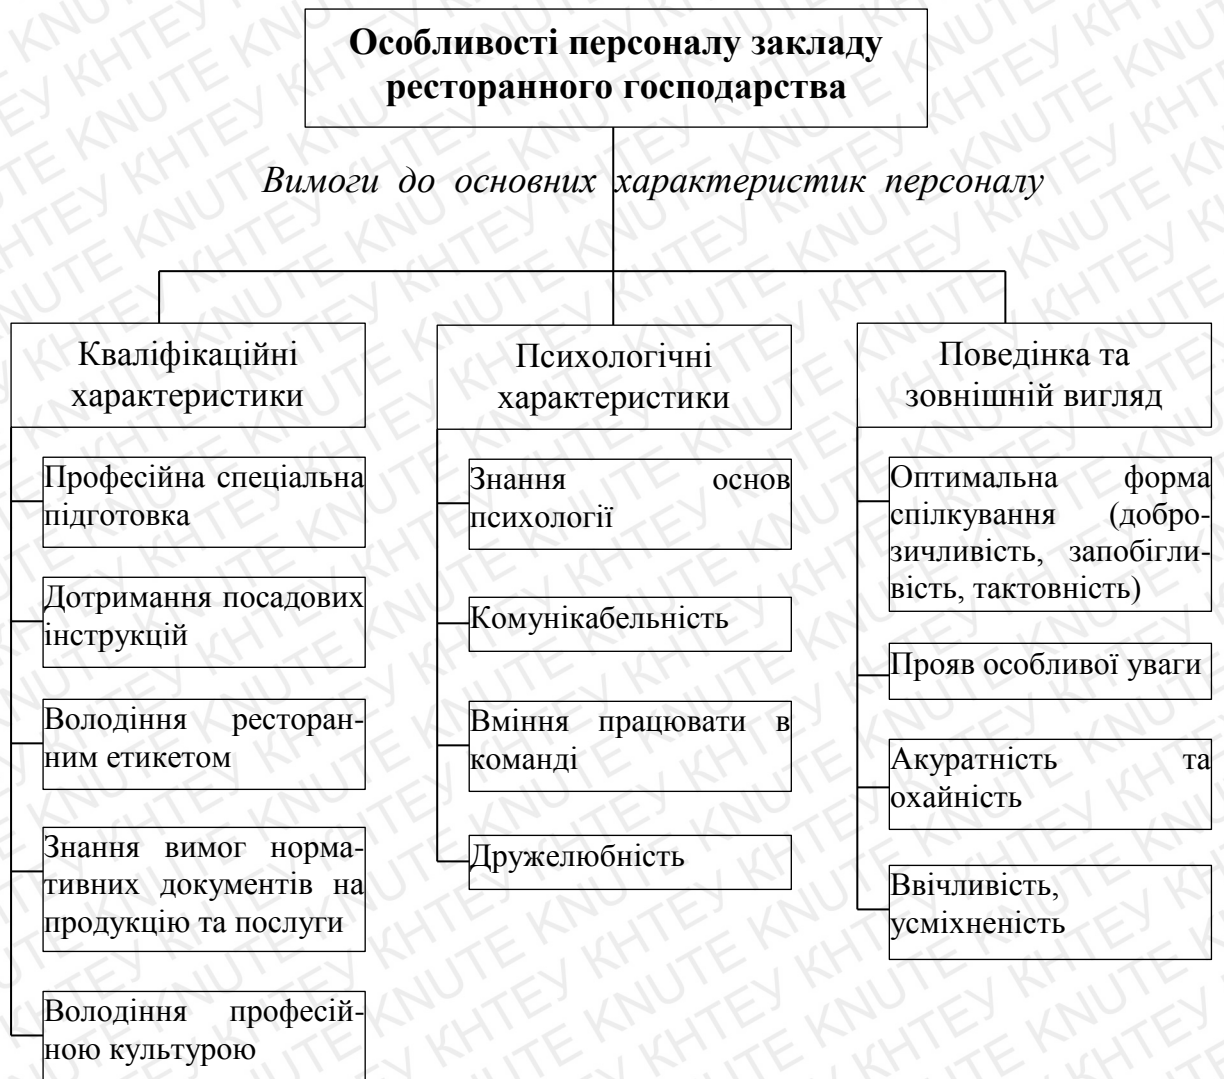 Особливості персоналу закладу
ресторанного господарства
Вимоги до основних характеристик персоналу
Кваліфікаційні
характеристики
Професійна спеціальна
підготовка
Дотримання посадових
інструкцій
Володіння ресторан-
ним етикетом
Знання вимог норма-
тивних документів на
продукцію та послуги
Володіння професій-
ною культурою
Психологічні
характеристики
Знання основ
психології
Комунікабельність
Вміння працювати в
команді
Дружелюбність
Поведінка та
зовнішній вигляд
Оптимальна форма
спілкування (добро-
зичливість, запобігли-
вість, тактовність)
Прояв особливої уваги
Акуратність та
охайність
Ввічливість,
усміхненість